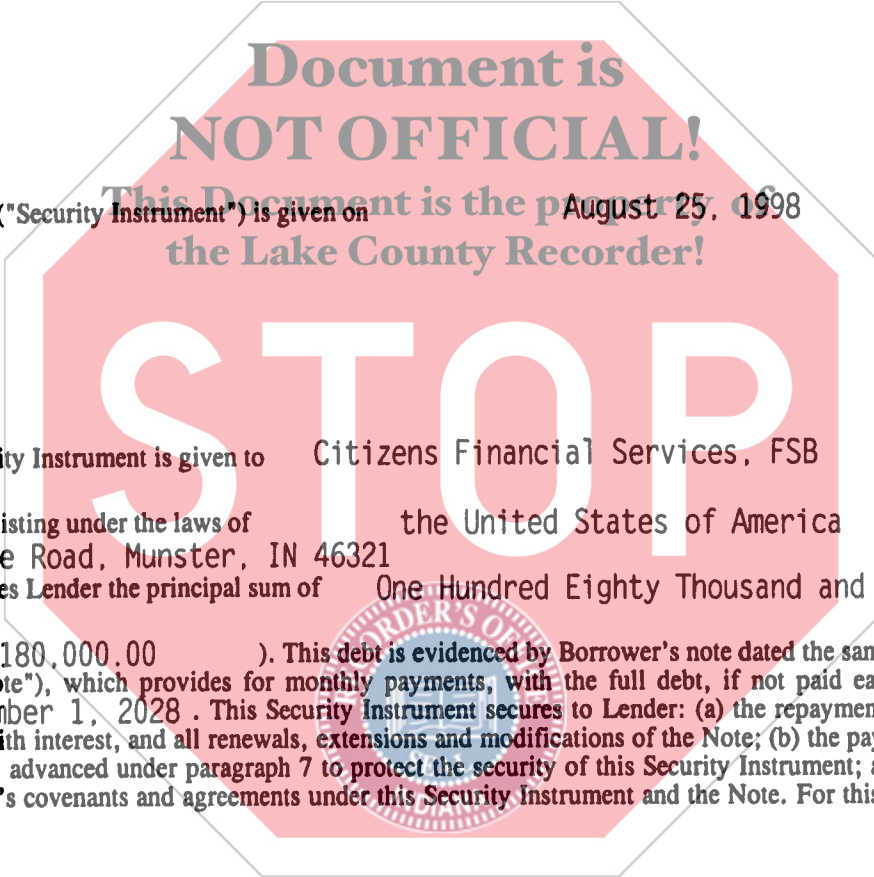 Document is
NOT OFFICIAL!
This Document is the property of
the Lake County Recorder!
("Security Instrument") is given on August 25, 1998
STOP
ity Instrument is given to Citizens Financial Services, FSB
isting under the laws of the United States of America
e Road, Munster, IN 46321
es Lender the principal sum of One Hundred Eighty Thousand and
180,000.00 ). This debt is evidenced by Borrower's note dated the sam
te"), which provides for monthly payments, with the full debt, if not paid ea
mber 1, 2028 . This Security Instrument secures to Lender: (a) the repaymen
ith interest, and all renewals, extensions and modifications of the Note; (b) the pay
advanced under paragraph 7 to protect the security of this Security Instrument; a
's covenants and agreements under this Security Instrument and the Note. For this
RECORDER'S OF